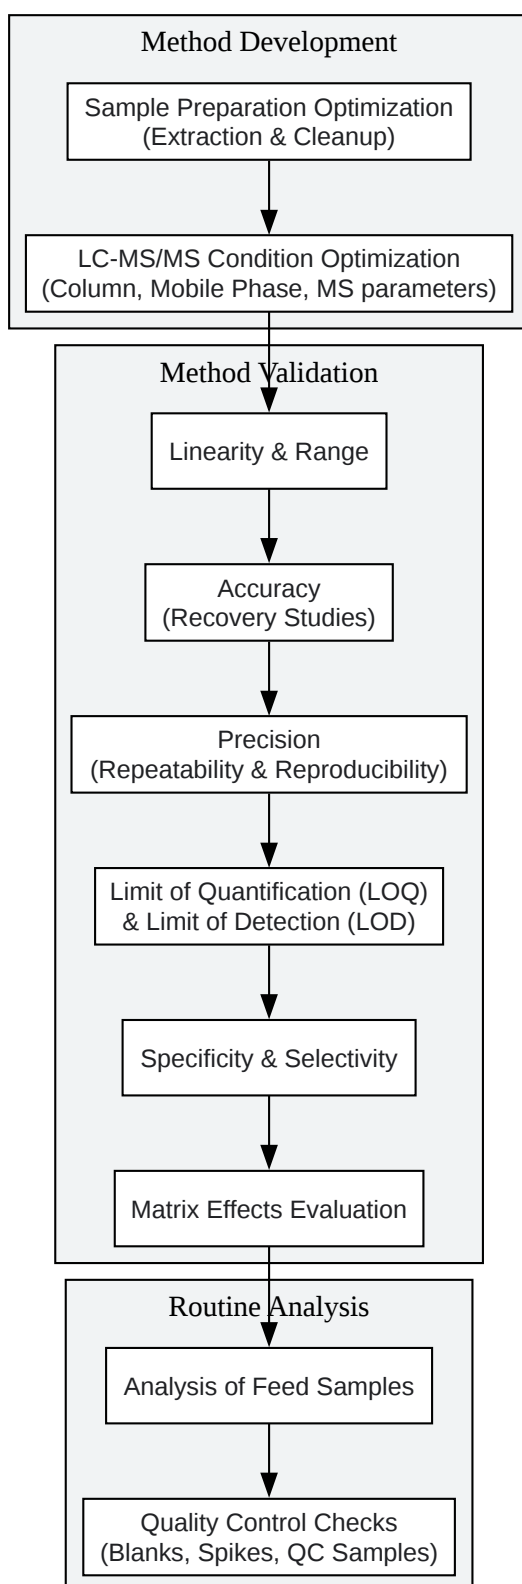 Method Development
Sample Preparation Optimization
(Extraction & Cleanup)
LC-MS/MS Condition Optimization
(Column, Mobile Phase, MS parameters)
Method Validation
Linearity & Range
Accuracy
(Recovery Studies)
Precision
(Repeatability & Reproducibility)
Limit of Quantification (LOQ)
& Limit of Detection (LOD)
Specificity & Selectivity
Matrix Effects Evaluation
Routine Analysis
Analysis of Feed Samples
Quality Control Checks
(Blanks, Spikes, QC Samples)